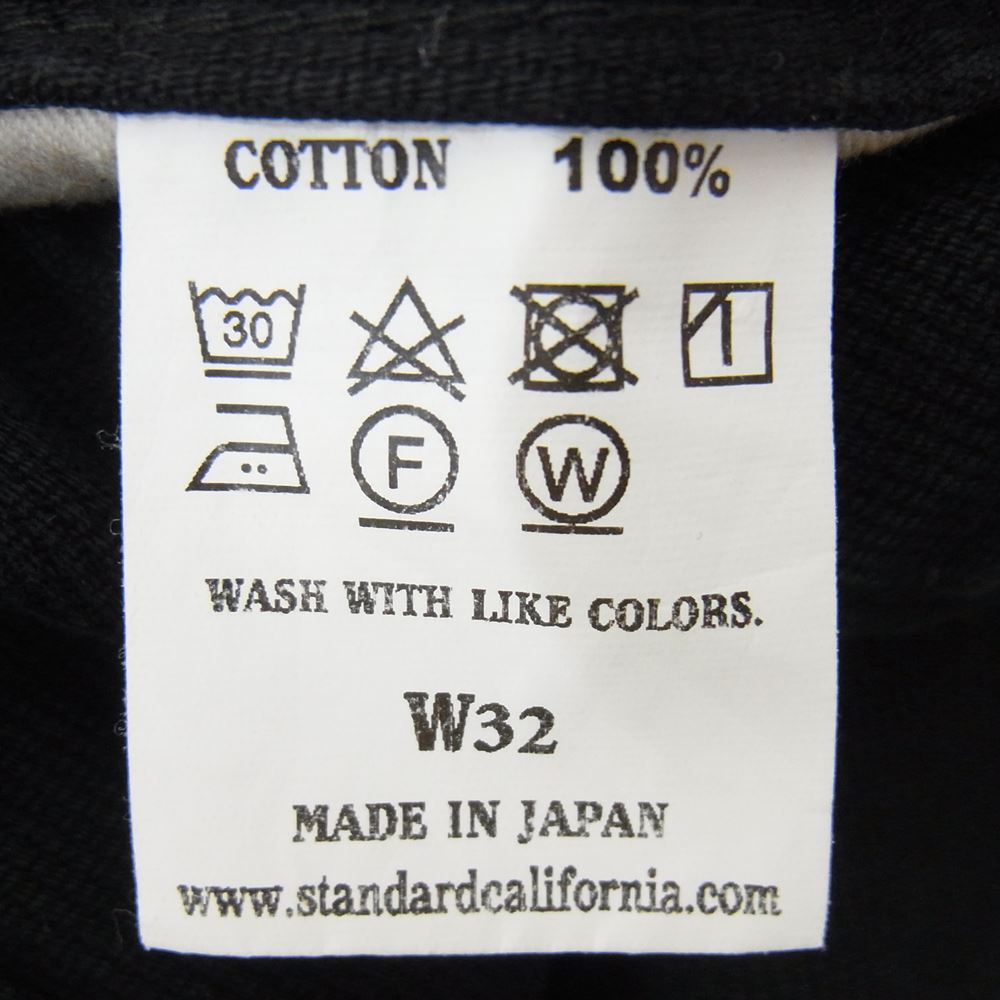 COTTON 100%
30
F W
WASH WITH LIKE COLORS.
W32
MADE IN JAPAN
www.standardcalifornia.com